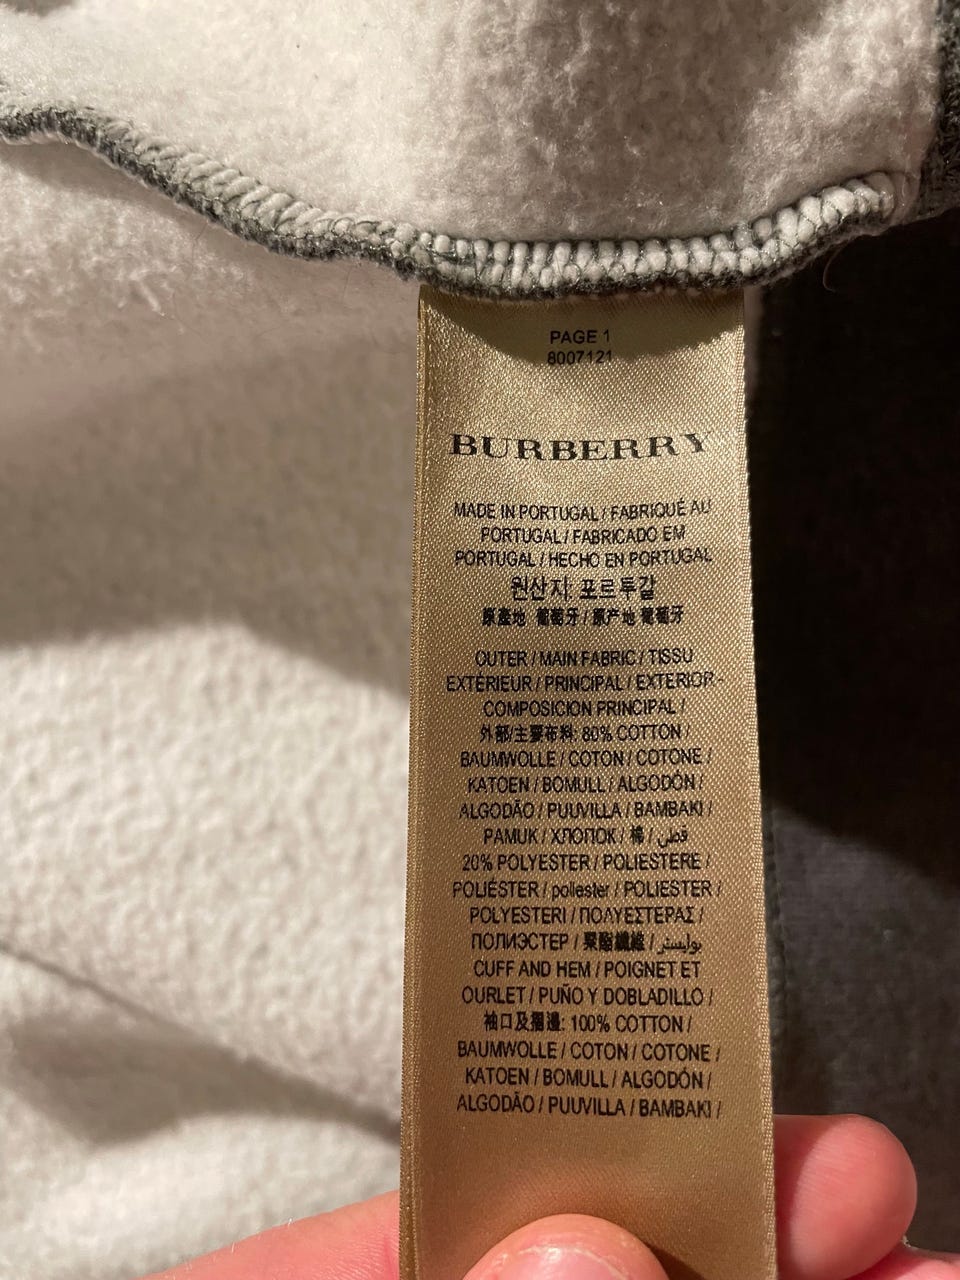 PAGE 1
8007121
BURBERRY
MADE IN PORTUGAL / FABRIQUÉ AU
PORTUGAL / FABRICADO EM
PORTUGAL / HECHO EN PORTUGAL
원산지: 포르투갈
原產地 葡萄牙 / 原产地 葡萄牙
OUTER / MAIN FABRIC / TISSU
EXTÉRIEUR / PRINCIPAL / EXTERIOR -
COMPOSICION PRINCIPAL /
外部/主要布料: 80% COTTON /
BAUMWOLLE / COTON / COTONE /
KATOEN / BOMULL / ALGODÓN /
ALGODÃO / PUUVILLA / BAMBAKI /
PAMUK / ХЛОПОК / 棉 / قطن
20% POLYESTER / POLIESTERE /
POLIÉSTER / poliester / POLIESTER /
POLYESTERI / ΠΟΛΥΕΣΤΕΡΑΣ /
ПОЛИЭСТЕР / 聚酯纖維 / بوليستر
CUFF AND HEM / POIGNET ET
OURLET / PUÑO Y DOBLADILLO /
袖口及摺邊: 100% COTTON /
BAUMWOLLE / COTON / COTONE /
KATOEN / BOMULL / ALGODÓN /
ALGODÃO / PUUVILLA / BAMBAKI /